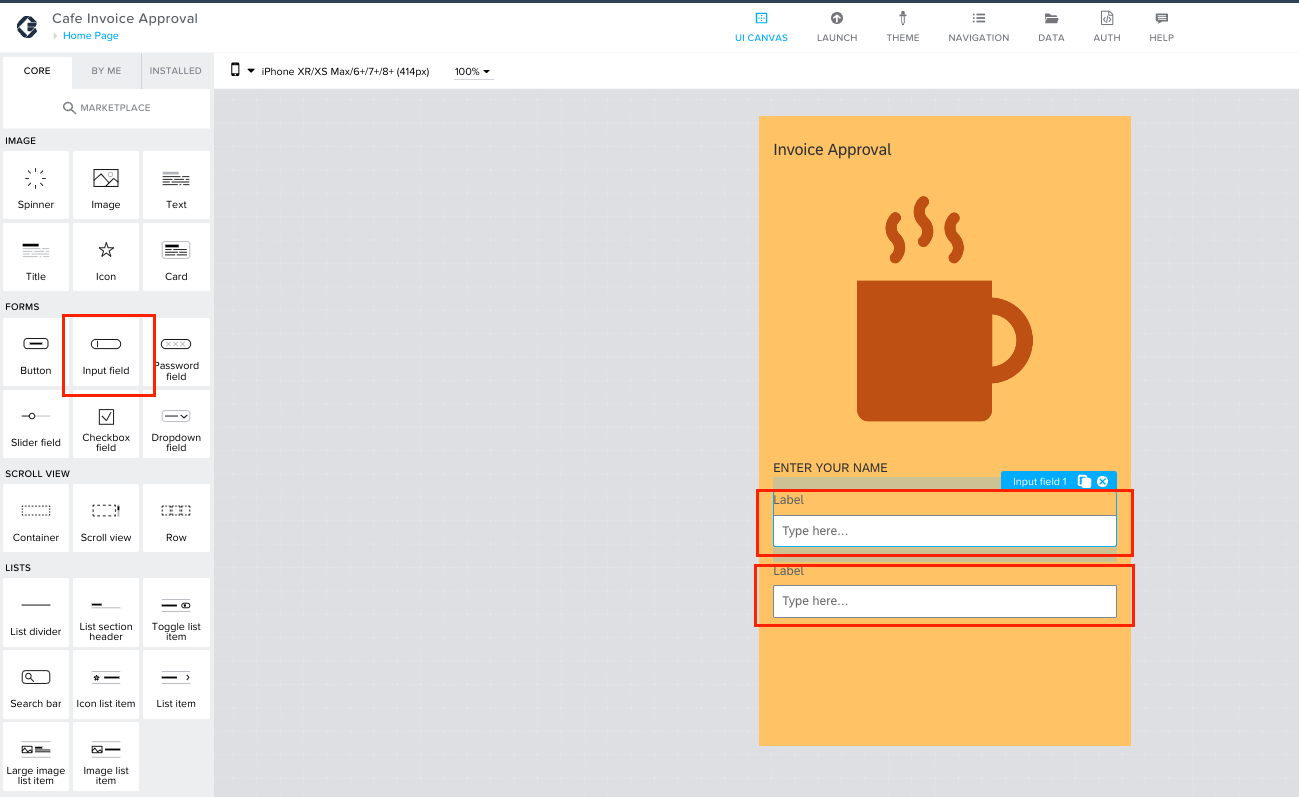 Cafe Invoice Approval
Home Page
UI CANVAS
LAUNCH
THEME
NAVIGATION
DATA
AUTH
HELP
CORE
BY ME
INSTALLED
iPhone XR/XS Max/6+/7+/8+ (414px)
100%
MARKETPLACE
IMAGE
Spinner
Image
Text
Title
Icon
Card
FORMS
Button
Input field
Password
field
Slider field
Checkbox
field
Dropdown
field
SCROLL VIEW
Container
Scroll view
Row
LISTS
List divider
List section
header
Toggle list
item
Search bar
Icon list item
List item
Large image
list item
Image list
item
Invoice Approval
ENTER YOUR NAME
Input field 1
Label
Type here...
Label
Type here...